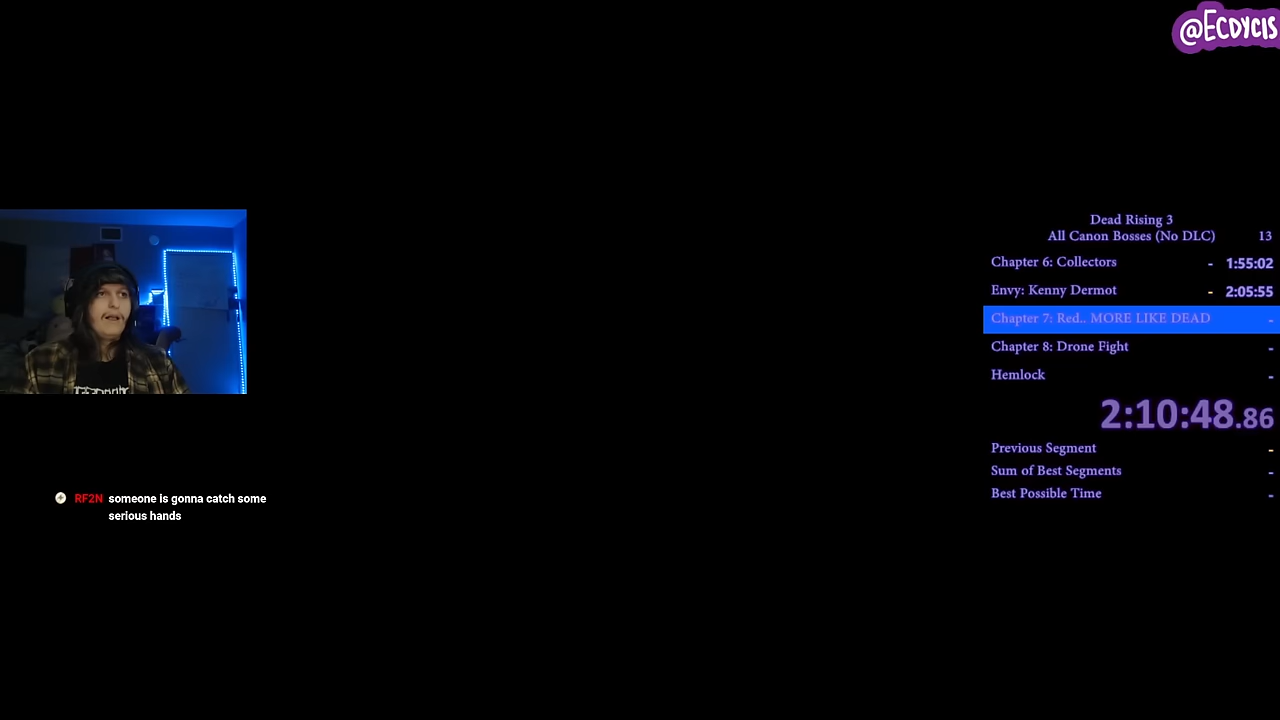 @ECDYCIS
Dead Rising 3
All Canon Bosses (No DLC) 13
Chapter 6: Collectors - 1:55:02
Envy: Kenny Dermot - 2:05:55
Chapter 7: Red.. MORE LIKE DEAD -
Chapter 8: Drone Fight -
Hemlock -
2:10:48.86
Previous Segment -
Sum of Best Segments -
Best Possible Time -
RF2N someone is gonna catch some
serious hands